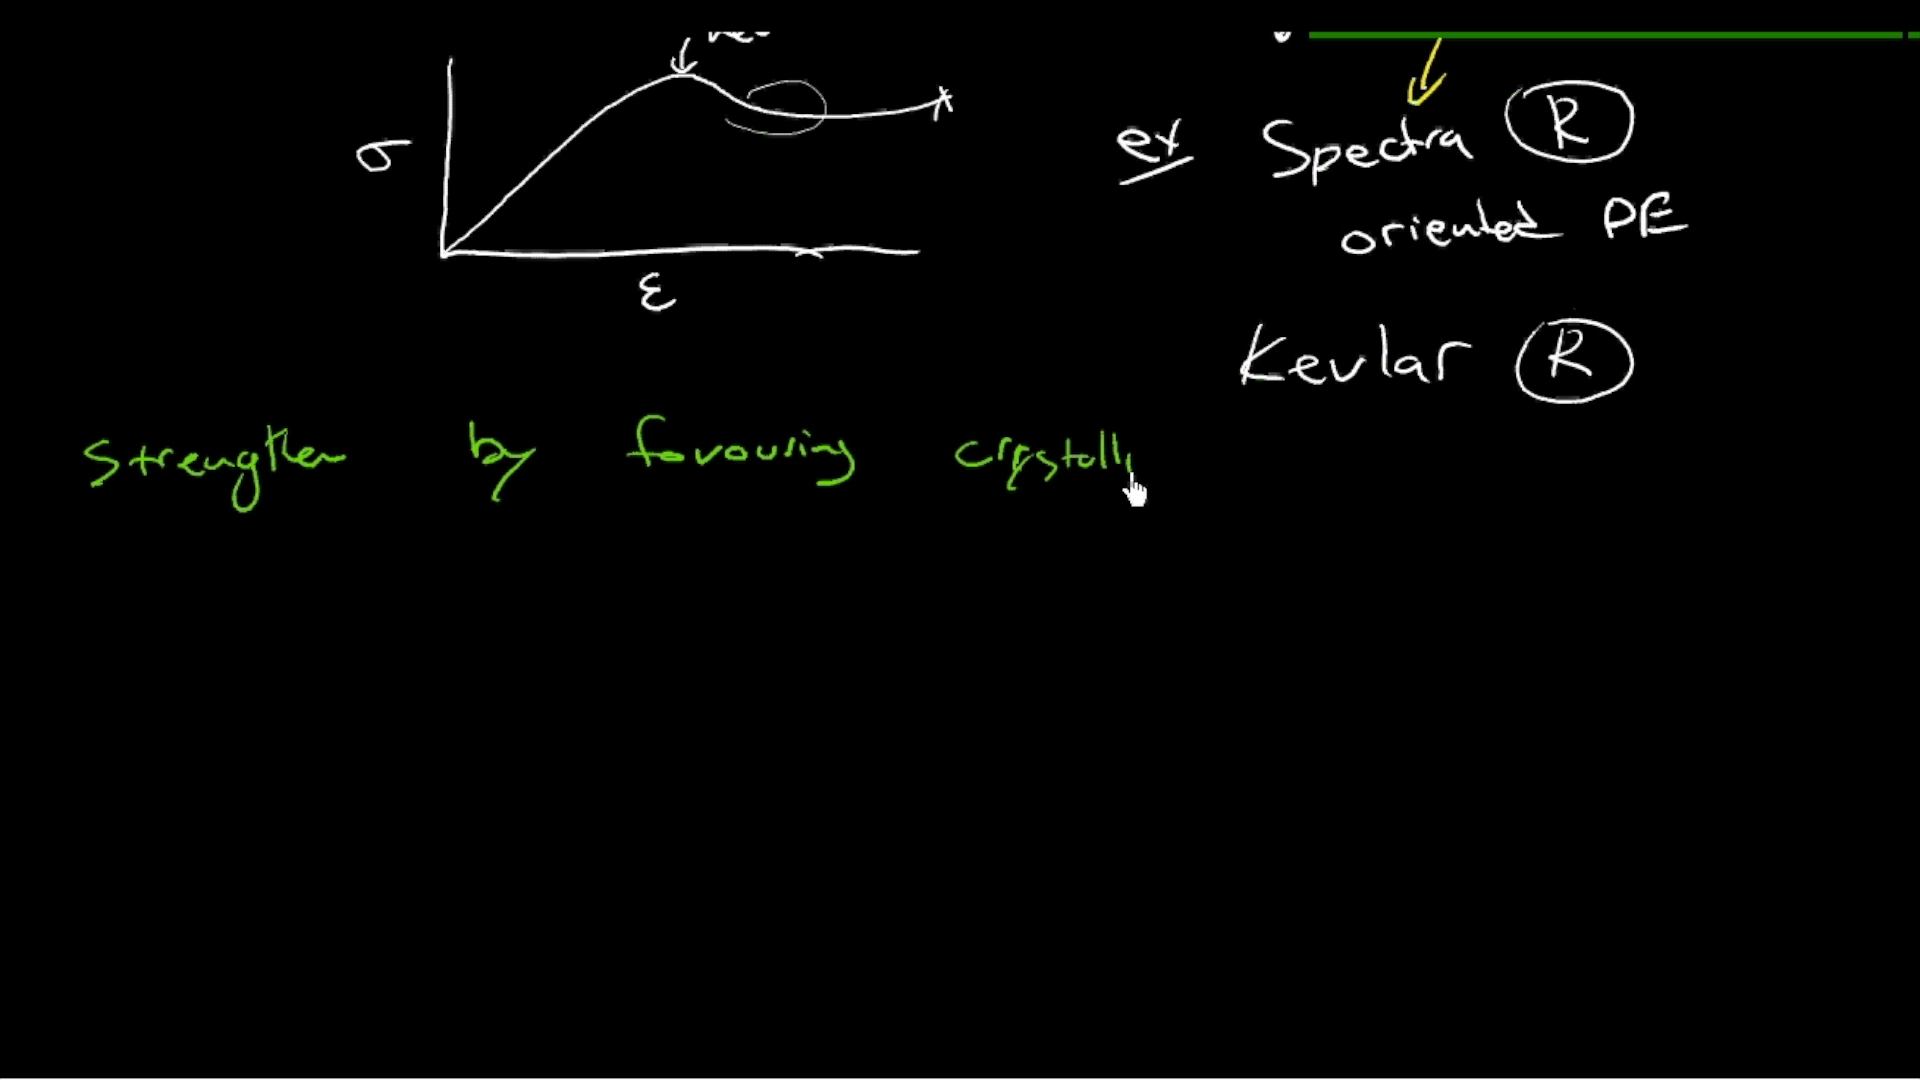 σ
ε
ex Spectra ®
oriented PE
Kevlar ®
Strengthen by favouring crystalli